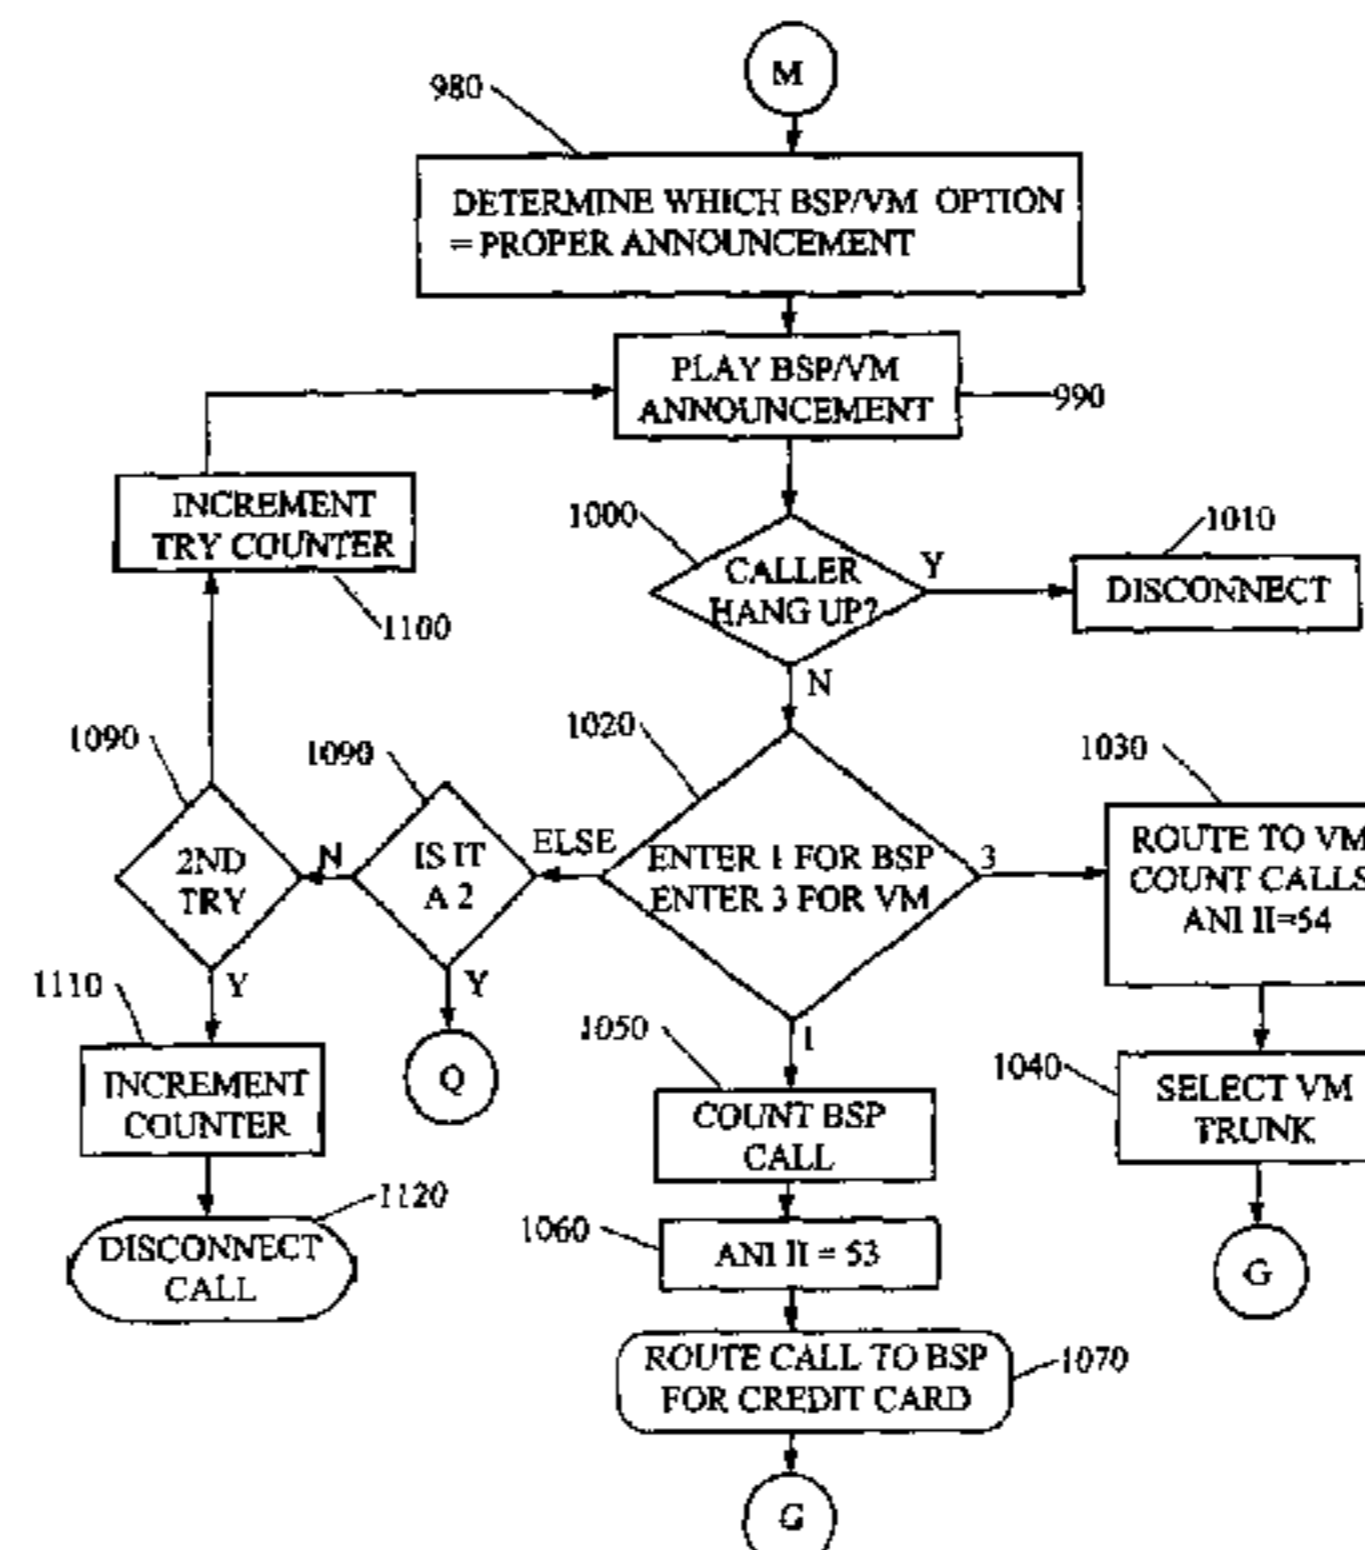 M
980
DETERMINE WHICH BSP/VM OPTION
= PROPER ANNOUNCEMENT
PLAY BSP/VM
ANNOUNCEMENT
990
INCREMENT
TRY COUNTER
1100
1000
CALLER
HANG UP?
Y
1010
DISCONNECT
N
1020
1090
2ND
TRY
N
1090
IS IT
A 2
ELSE
ENTER 1 FOR BSP
ENTER 3 FOR VM
3
1030
ROUTE TO VM
COUNT CALLS
ANI II=54
Y
1110
INCREMENT
COUNTER
Y
Q
1
1050
COUNT BSP
CALL
1040
SELECT VM
TRUNK
1120
DISCONNECT
CALL
1060
ANI II = 53
G
ROUTE CALL TO BSP
FOR CREDIT CARD
1070
G